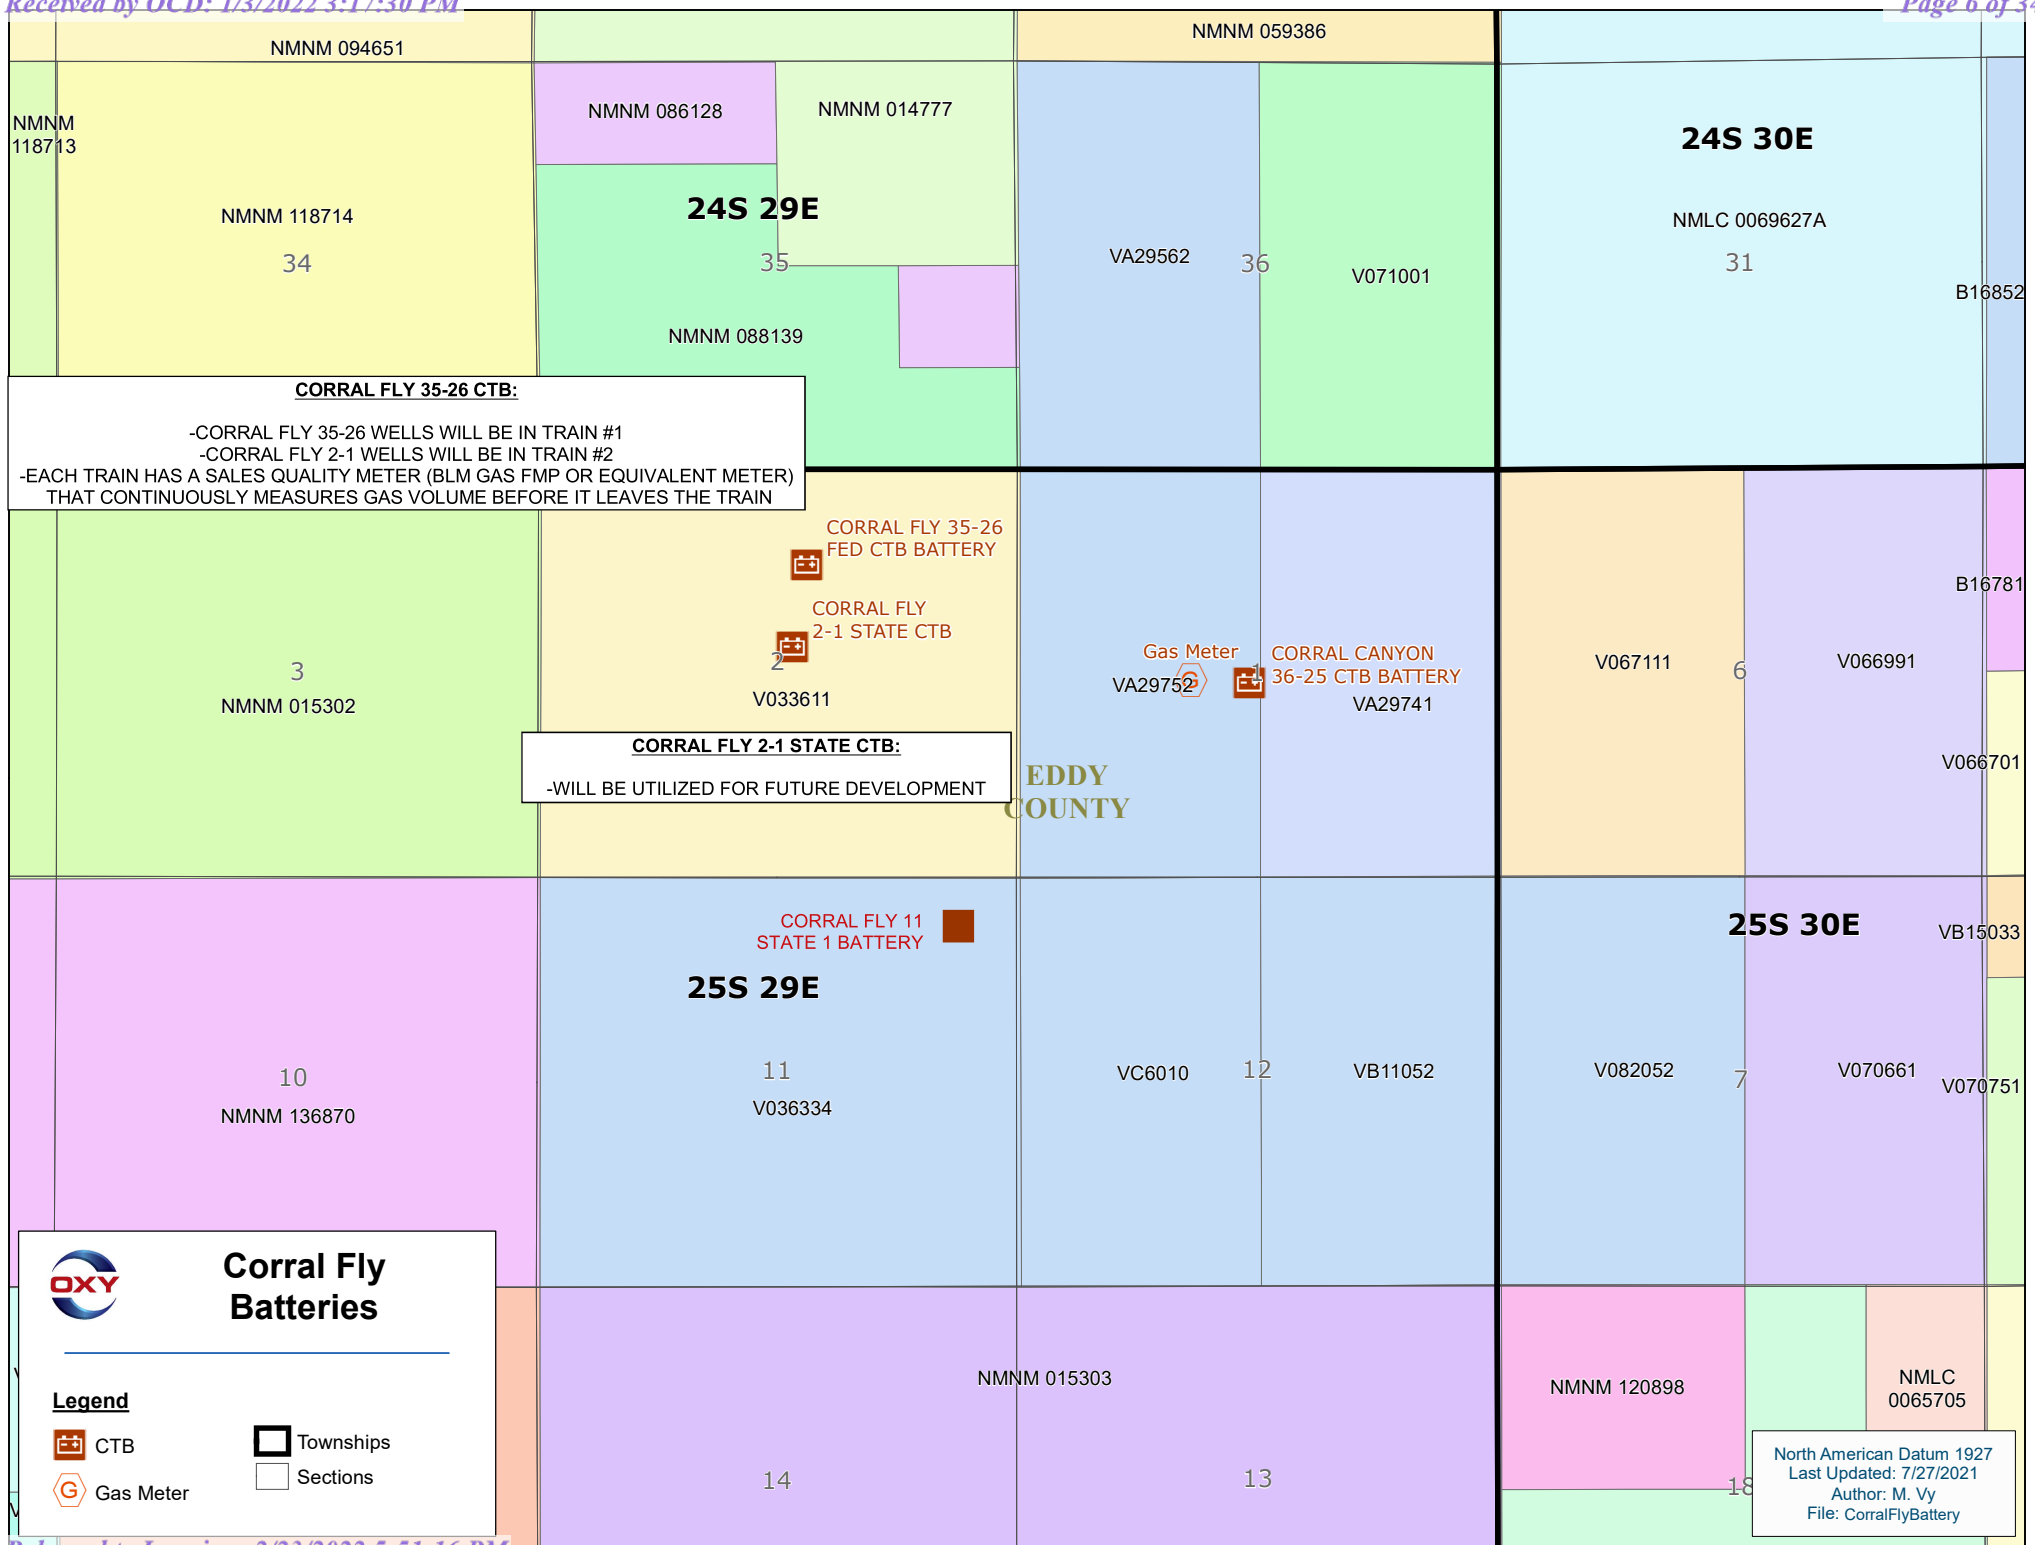 Received by OCD: 1/3/2022 3:17:30 PM
Page 6 of 34
NMNM 094651
NMNM 059386
NMNM
118713
NMNM 086128
NMNM 014777
24S 30E
NMNM 118714
24S 29E
NMLC 0069627A
34
35
VA29562
36
V071001
31
B16852
NMNM 088139
CORRAL FLY 35-26 CTB:
-CORRAL FLY 35-26 WELLS WILL BE IN TRAIN #1
-CORRAL FLY 2-1 WELLS WILL BE IN TRAIN #2
-EACH TRAIN HAS A SALES QUALITY METER (BLM GAS FMP OR EQUIVALENT METER)
THAT CONTINUOUSLY MEASURES GAS VOLUME BEFORE IT LEAVES THE TRAIN
CORRAL FLY 35-26
FED CTB BATTERY
CORRAL FLY
2-1 STATE CTB
B16781
3
NMNM 015302
2
V033611
Gas Meter
G
VA29752
1
CORRAL CANYON
36-25 CTB BATTERY
VA29741
V067111
6
V066991
CORRAL FLY 2-1 STATE CTB:
-WILL BE UTILIZED FOR FUTURE DEVELOPMENT
EDDY
COUNTY
V066701
CORRAL FLY 11
STATE 1 BATTERY
25S 30E
VB15033
25S 29E
10
NMNM 136870
11
V036334
VC6010
12
VB11052
V082052
7
V070661
V070751
OXY
Corral Fly
Batteries
Legend
CTB
Townships
G
Gas Meter
Sections
NMNM 015303
NMNM 120898
NMLC
0065705
14
13
18
North American Datum 1927
Last Updated: 7/27/2021
Author: M. Vy
File: CorralFlyBattery